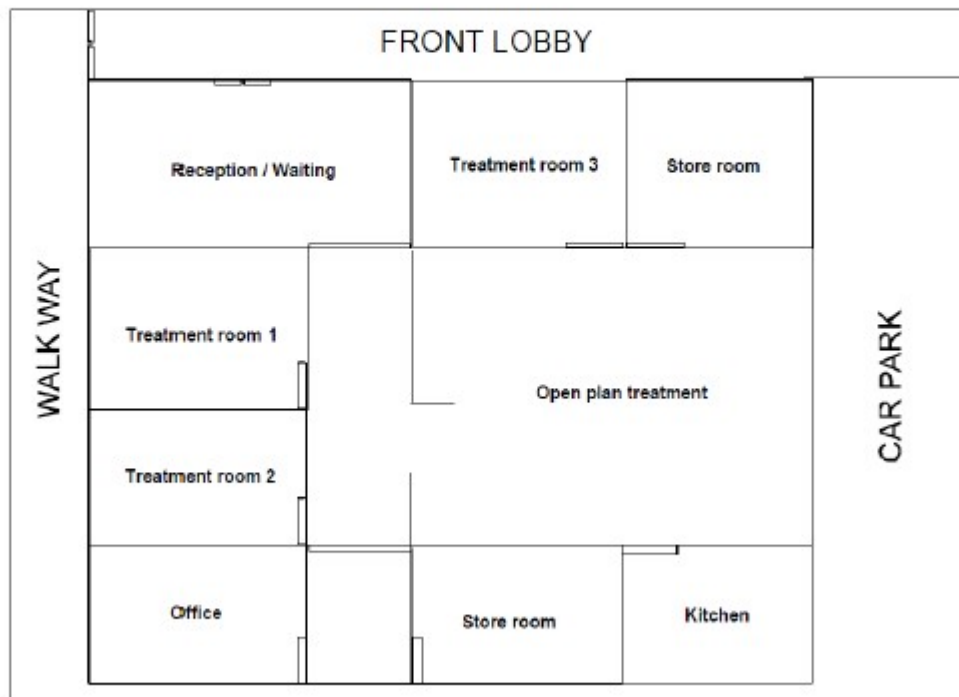 FRONT LOBBY
Reception / Waiting
Treatment room 3
Store room
WALK WAY
Treatment room 1
Open plan treatment
CAR PARK
Treatment room 2
Office
Store room
Kitchen